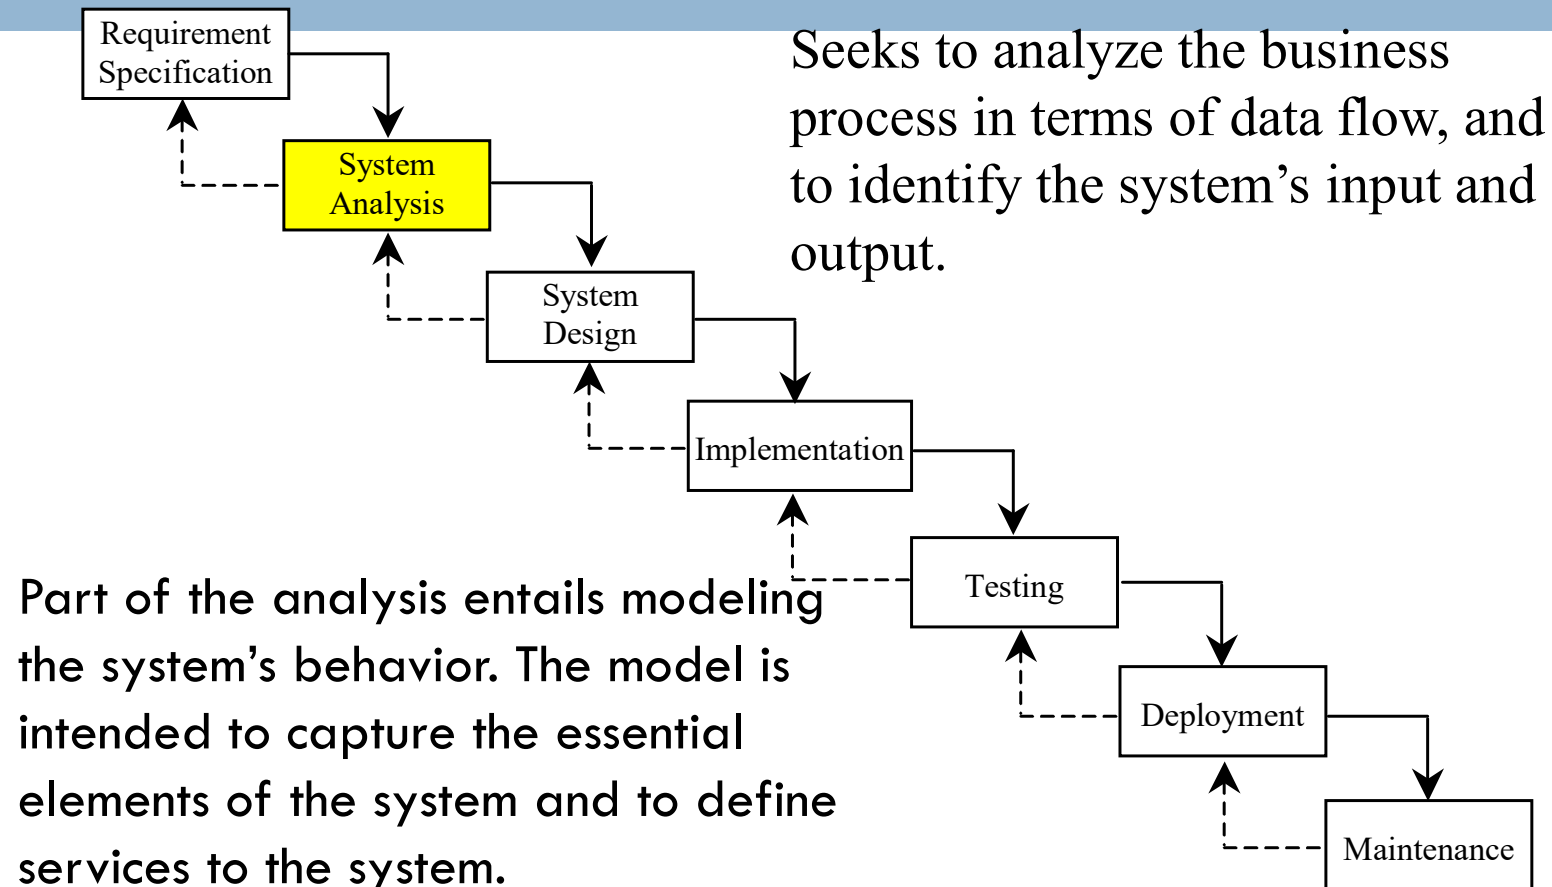 Requirement
Specification
Seeks to analyze the business
process in terms of data flow, and
to identify the system’s input and
output.
System
Analysis
System
Design
Implementation
Testing
Part of the analysis entails modeling
the system’s behavior. The model is
intended to capture the essential
elements of the system and to define
services to the system.
Deployment
Maintenance